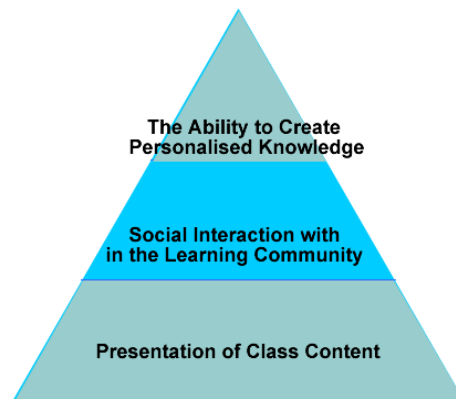 The Ability to Create
Personalised Knowledge
Social Interaction with
in the Learning Community
Presentation of Class Content